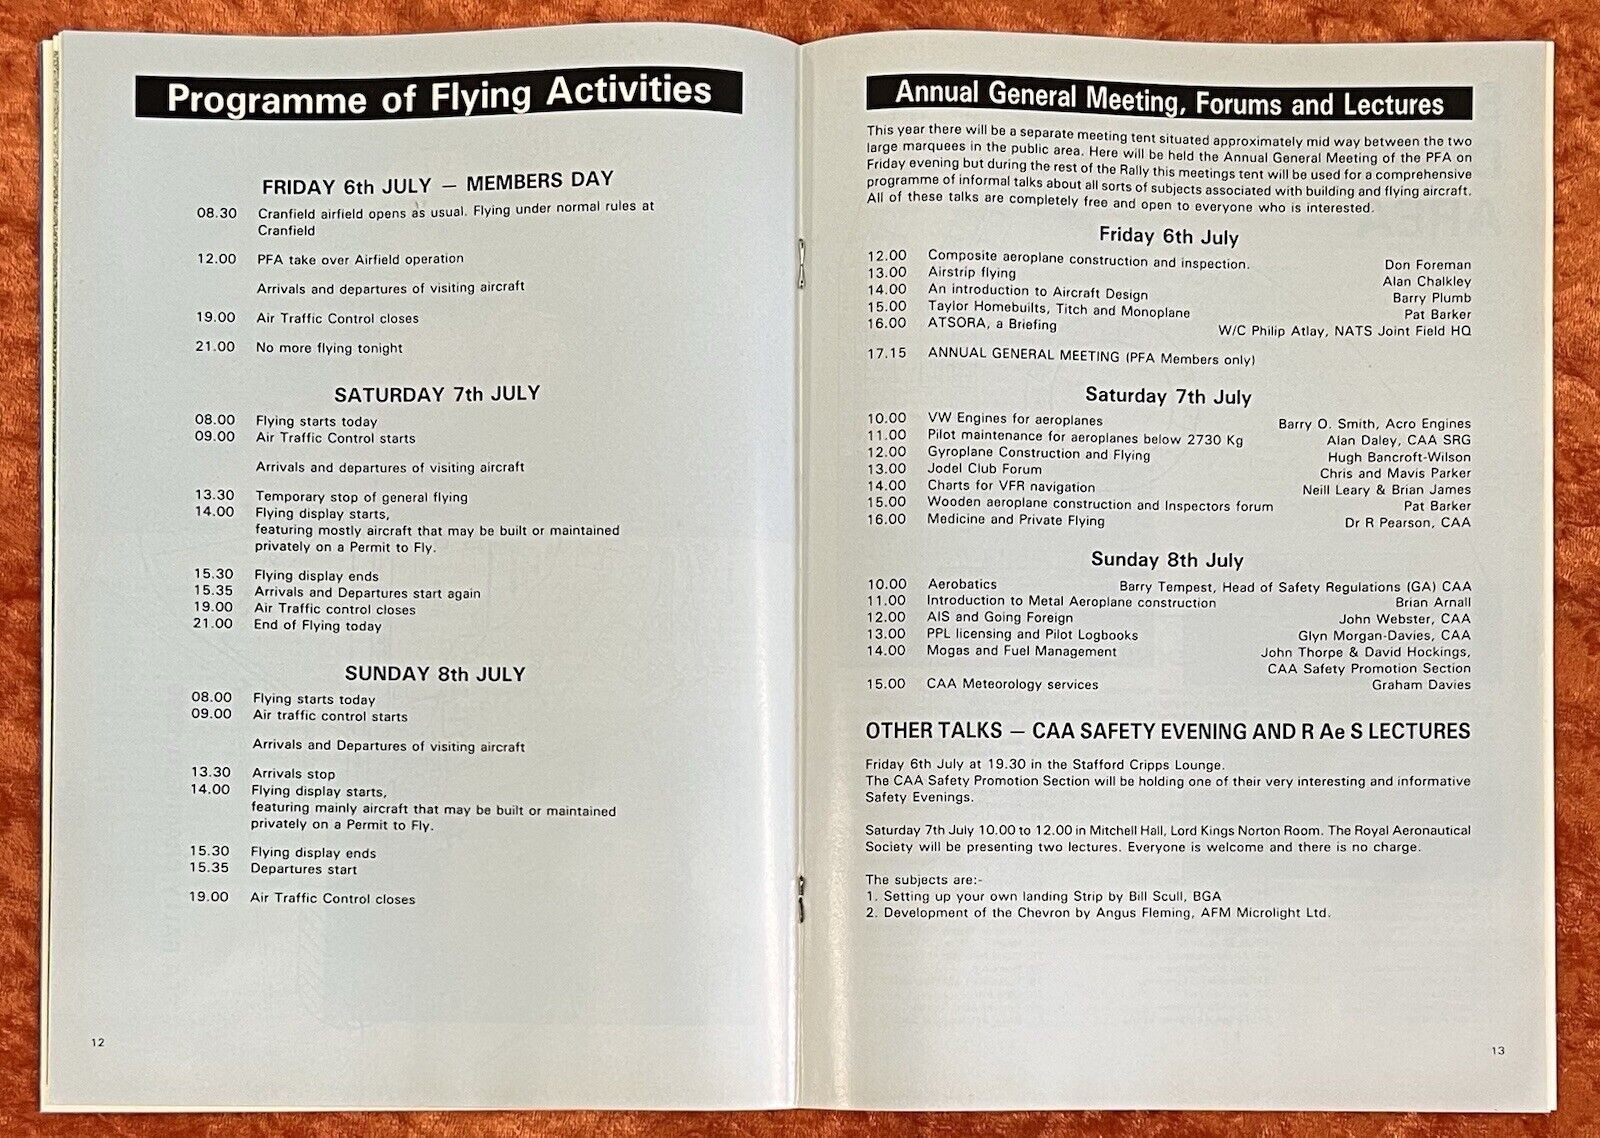 Programme of Flying Activities
FRIDAY 6th JULY — MEMBERS DAY
08.30 Cranfield airfield opens as usual. Flying under normal rules at
Cranfield
12.00 PFA take over Airfield operation
Arrivals and departures of visiting aircraft
19.00 Air Traffic Control closes
21.00 No more flying tonight
SATURDAY 7th JULY
08.00 Flying starts today
09.00 Air Traffic Control starts
Arrivals and departures of visiting aircraft
13.30 Temporary stop of general flying
14.00 Flying display starts,
featuring mostly aircraft that may be built or maintained
privately on a Permit to Fly.
15.30 Flying display ends
15.35 Arrivals and Departures start again
19.00 Air Traffic control closes
21.00 End of Flying today
SUNDAY 8th JULY
08.00 Flying starts today
09.00 Air traffic control starts
Arrivals and Departures of visiting aircraft
13.30 Arrivals stop
14.00 Flying display starts,
featuring mainly aircraft that may be built or maintained
privately on a Permit to Fly.
15.30 Flying display ends
15.35 Departures start
19.00 Air Traffic Control closes
12
Annual General Meeting, Forums and Lectures
This year there will be a separate meeting tent situated approximately mid way between the two
large marquees in the public area. Here will be held the Annual General Meeting of the PFA on
Friday evening but during the rest of the Rally this meetings tent will be used for a comprehensive
programme of informal talks about all sorts of subjects associated with building and flying aircraft.
All of these talks are completely free and open to everyone who is interested.
Friday 6th July
12.00 Composite aeroplane construction and inspection. Don Foreman
13.00 Airstrip flying Alan Chalkley
14.00 An introduction to Aircraft Design Barry Plumb
15.00 Taylor Homebuilts, Titch and Monoplane Pat Barker
16.00 ATSORA, a Briefing W/C Philip Atlay, NATS Joint Field HQ
17.15 ANNUAL GENERAL MEETING (PFA Members only)
Saturday 7th July
10.00 VW Engines for aeroplanes Barry O. Smith, Acro Engines
11.00 Pilot maintenance for aeroplanes below 2730 Kg Alan Daley, CAA SRG
12.00 Gyroplane Construction and Flying Hugh Bancroft-Wilson
13.00 Jodel Club Forum Chris and Mavis Parker
14.00 Charts for VFR navigation Neill Leary & Brian James
15.00 Wooden aeroplane construction and Inspectors forum Pat Barker
16.00 Medicine and Private Flying Dr R Pearson, CAA
Sunday 8th July
10.00 Aerobatics Barry Tempest, Head of Safety Regulations (GA) CAA
11.00 Introduction to Metal Aeroplane construction Brian Arnall
12.00 AIS and Going Foreign John Webster, CAA
13.00 PPL licensing and Pilot Logbooks Glyn Morgan-Davies, CAA
14.00 Mogas and Fuel Management John Thorpe & David Hockings,
CAA Safety Promotion Section
15.00 CAA Meteorology services Graham Davies
OTHER TALKS — CAA SAFETY EVENING AND R Ae S LECTURES
Friday 6th July at 19.30 in the Stafford Cripps Lounge.
The CAA Safety Promotion Section will be holding one of their very interesting and informative
Safety Evenings.
Saturday 7th July 10.00 to 12.00 in Mitchell Hall, Lord Kings Norton Room. The Royal Aeronautical
Society will be presenting two lectures. Everyone is welcome and there is no charge.
The subjects are:-
1. Setting up your own landing Strip by Bill Scull, BGA
2. Development of the Chevron by Angus Fleming, AFM Microlight Ltd.
13